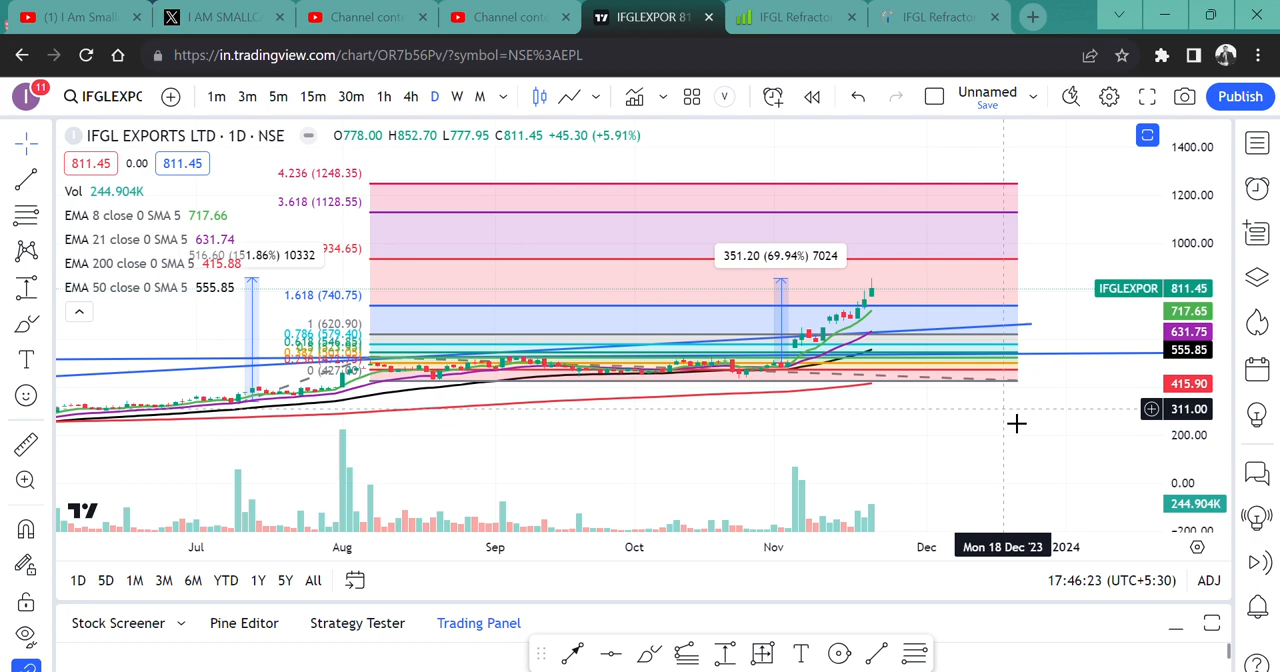 (1) I Am Small
I AM SMALLC
Channel cont
Channel cont
IFGLEXPOR 81
IFGL Refracto
IFGL Refracto
https://in.tradingview.com/chart/OR7b56Pv/?symbol=NSE%3AEPL
I
11
IFGLEXPC
1m
3m
5m
15m
30m
1h
4h
D
W
M
V
Unnamed
Save
Publish
I IFGL EXPORTS LTD · 1D · NSE
O778.00 H852.70 L777.95 C811.45 +45.30 (+5.91%)
811.45
0.00
811.45
Vol 244.904K
EMA 8 close 0 SMA 5 717.66
EMA 21 close 0 SMA 5 631.74
EMA 200 close 0 SMA 5 415.88
EMA 50 close 0 SMA 5 555.85
516.60 (151.86%) 10332
351.20 (69.94%) 7024
4.236 (1248.35)
3.618 (1128.55)
934.65)
1.618 (740.75)
1 (620.90)
0.786 (579.40)
1400.00
1200.00
1000.00
IFGLEXPOR 811.45
717.65
631.75
555.85
415.90
311.00
200.00
0.00
244.904K
−200.00
Jul
Aug
Sep
Oct
Nov
Dec
Mon 18 Dec '23
2024
1D
5D
1M
3M
6M
YTD
1Y
5Y
All
17:46:23 (UTC+5:30)
ADJ
Stock Screener
Pine Editor
Strategy Tester
Trading Panel